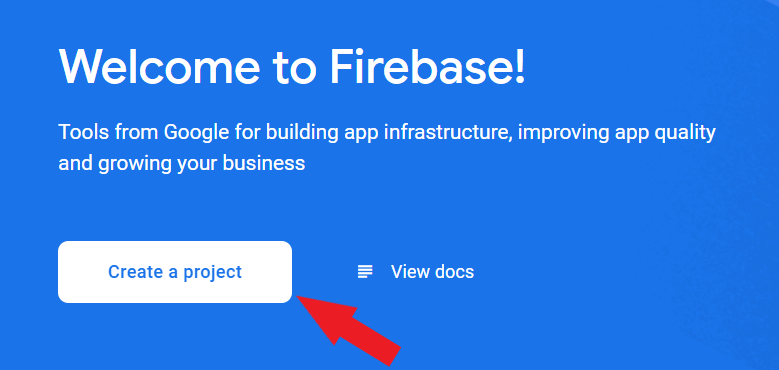 Welcome to Firebase!
Tools from Google for building app infrastructure, improving app quality
and growing your business
Create a project
View docs